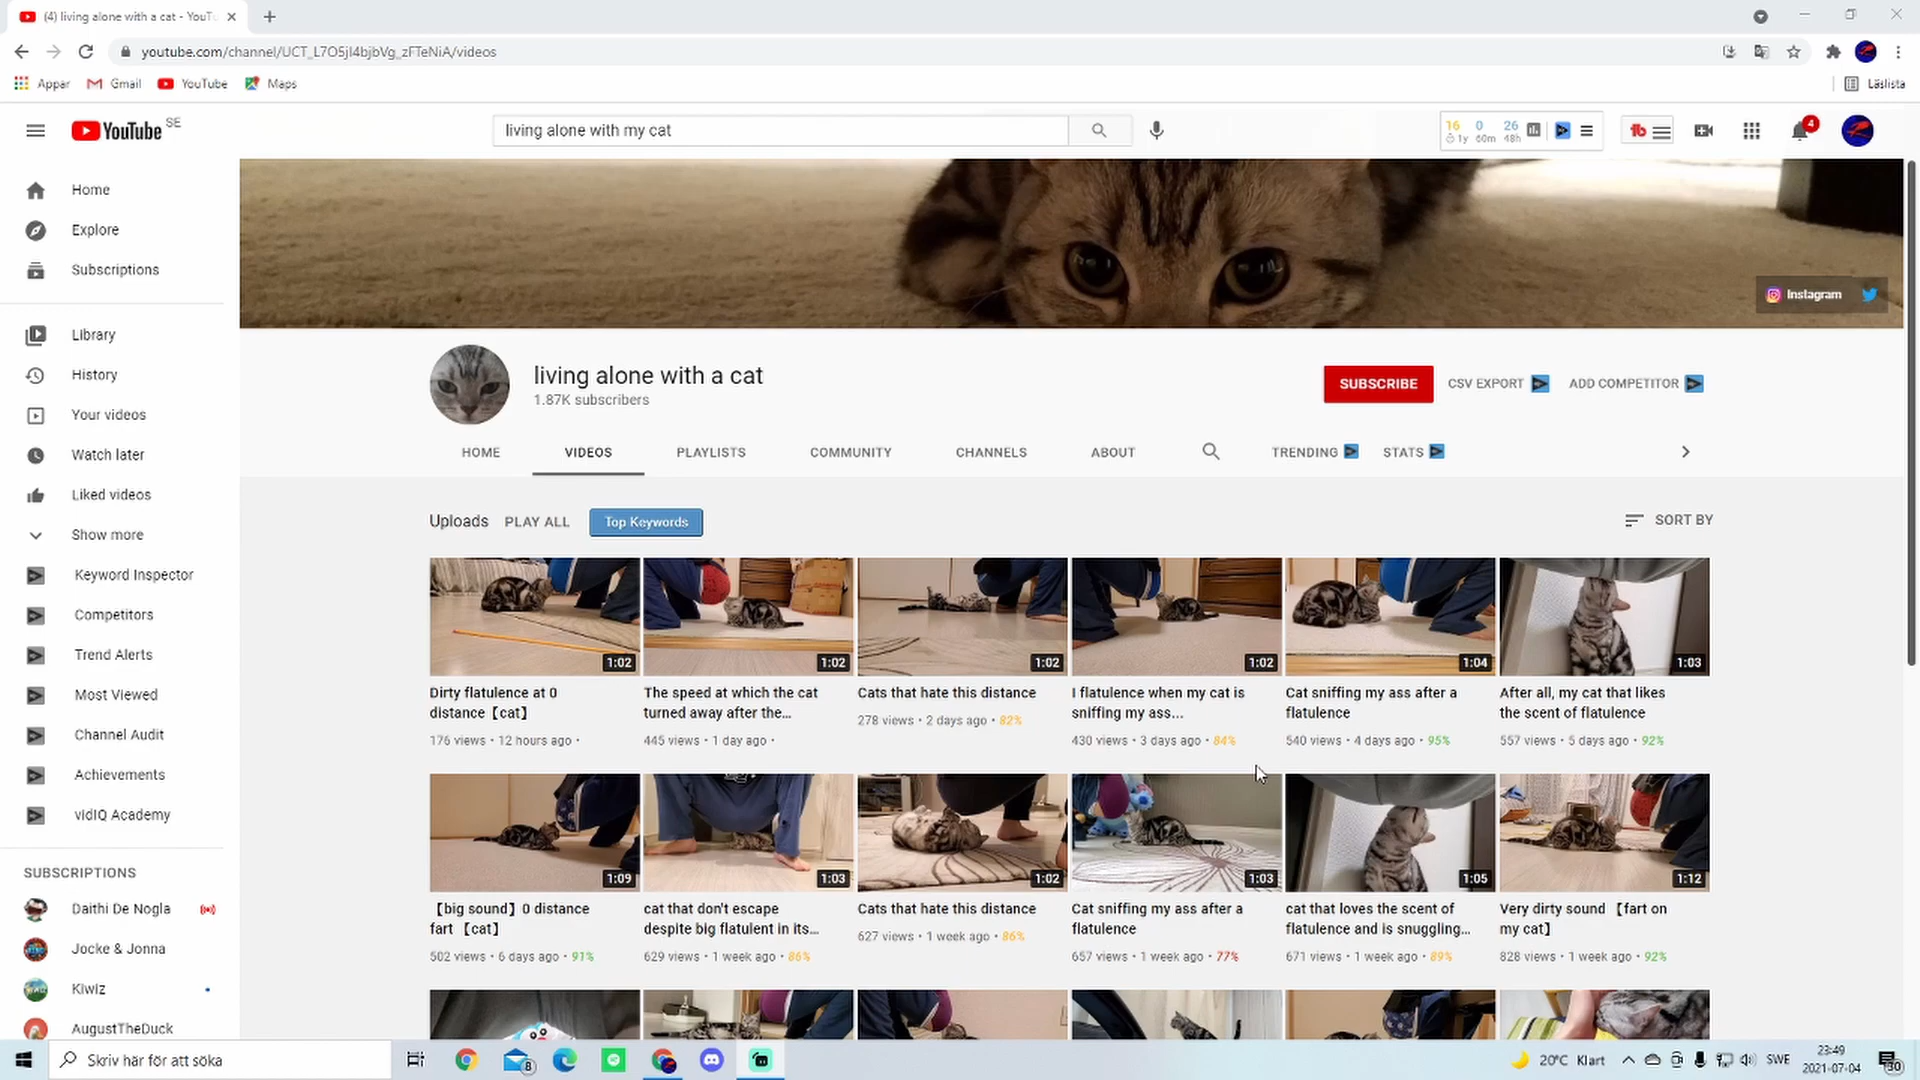 (4) living alone with a cat - YouTu
youtube.com/channel/UCT_L7O5jI4bjbVg_zFTeNiA/videos
Appar
Gmail
YouTube
Maps
Läslista
YouTube SE
living alone with my cat
16 0 26
1y 60m 48h
4
Home
Explore
Subscriptions
Library
History
Your videos
Watch later
Liked videos
Show more
Keyword Inspector
Competitors
Trend Alerts
Most Viewed
Channel Audit
Achievements
vidIQ Academy
SUBSCRIPTIONS
Daithi De Nogla
Jocke & Jonna
Kiwiz
AugustTheDuck
Instagram
living alone with a cat
1.87K subscribers
SUBSCRIBE
CSV EXPORT
ADD COMPETITOR
HOME
VIDEOS
PLAYLISTS
COMMUNITY
CHANNELS
ABOUT
TRENDING
STATS
Uploads
PLAY ALL
Top Keywords
SORT BY
1:02
Dirty flatulence at 0
distance【cat】
176 views • 12 hours ago •
1:02
The speed at which the cat
turned away after the...
445 views • 1 day ago •
1:02
Cats that hate this distance
278 views • 2 days ago • 82%
1:02
I flatulence when my cat is
sniffing my ass...
430 views • 3 days ago • 84%
1:04
Cat sniffing my ass after a
flatulence
540 views • 4 days ago • 95%
1:03
After all, my cat that likes
the scent of flatulence
557 views • 5 days ago • 92%
1:09
【big sound】0 distance
fart 【cat】
502 views • 6 days ago • 91%
1:03
cat that don't escape
despite big flatulent in its...
629 views • 1 week ago • 86%
1:02
Cats that hate this distance
627 views • 1 week ago • 86%
1:03
Cat sniffing my ass after a
flatulence
657 views • 1 week ago • 77%
1:05
cat that loves the scent of
flatulence and is snuggling...
671 views • 1 week ago • 89%
1:12
Very dirty sound 【fart on
my cat】
828 views • 1 week ago • 92%
Skriv här för att söka
8
20°C Klart
SWE
23:49
2021-07-04
30